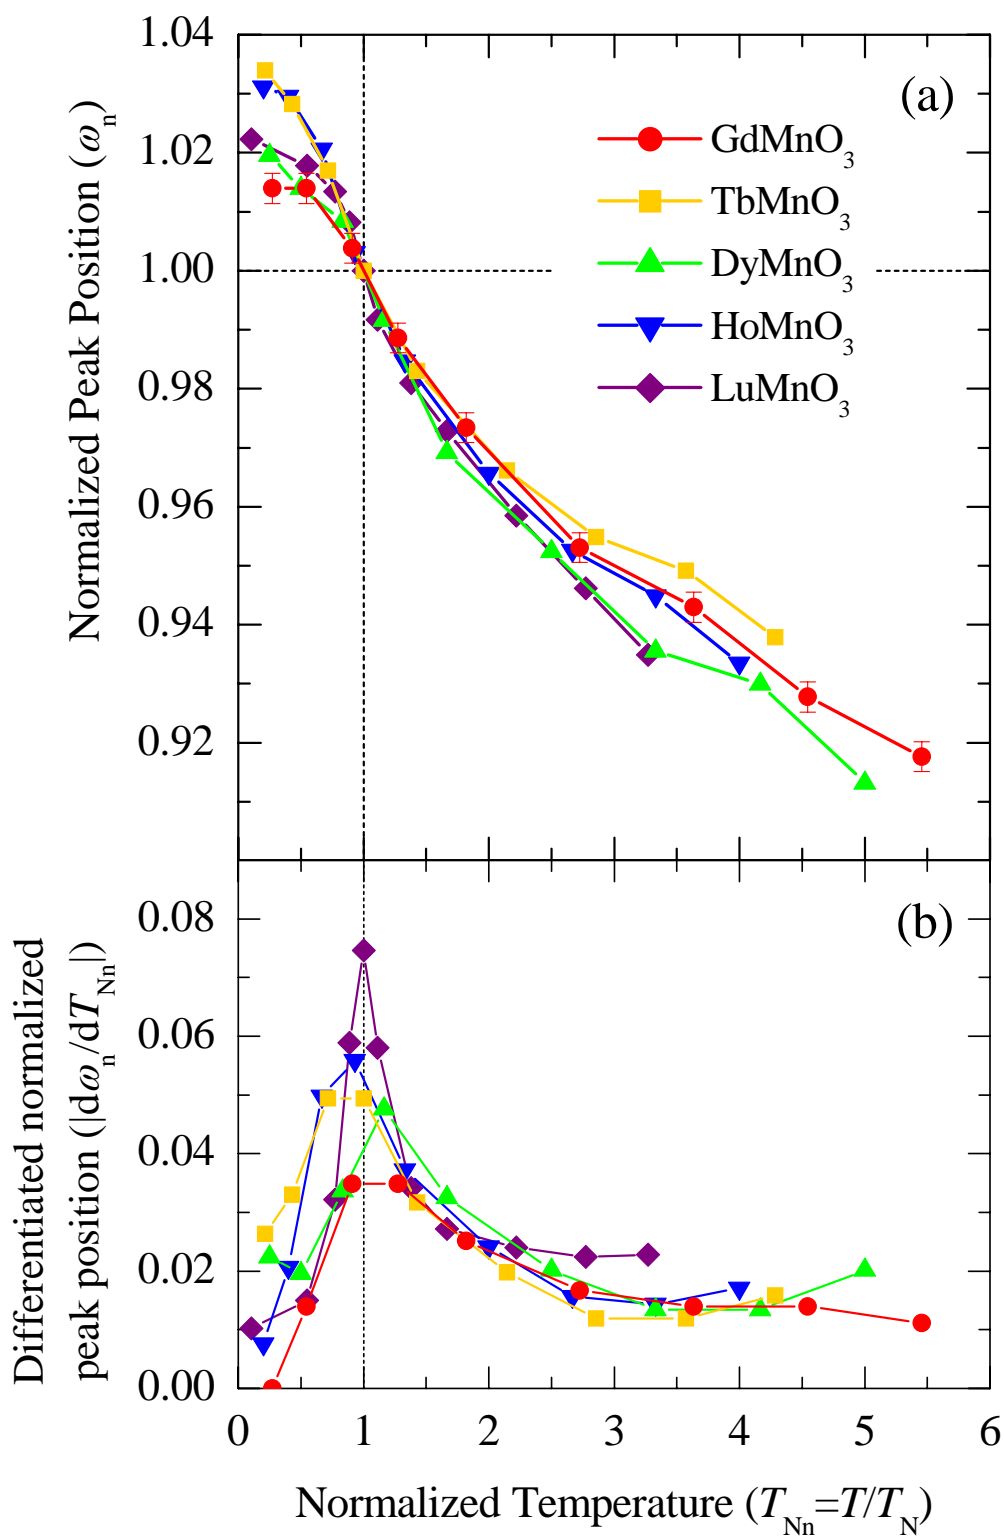 1.04
1.02
1.00
0.98
0.96
0.94
0.92
Normalized Peak Position (ωn)
(a)
GdMnO3
TbMnO3
DyMnO3
HoMnO3
LuMnO3
0.08
0.06
0.04
0.02
0.00
Differentiated normalized
peak position (|dωn/dTNn|)
(b)
0 1 2 3 4 5 6
Normalized Temperature (TNn=T/TN)